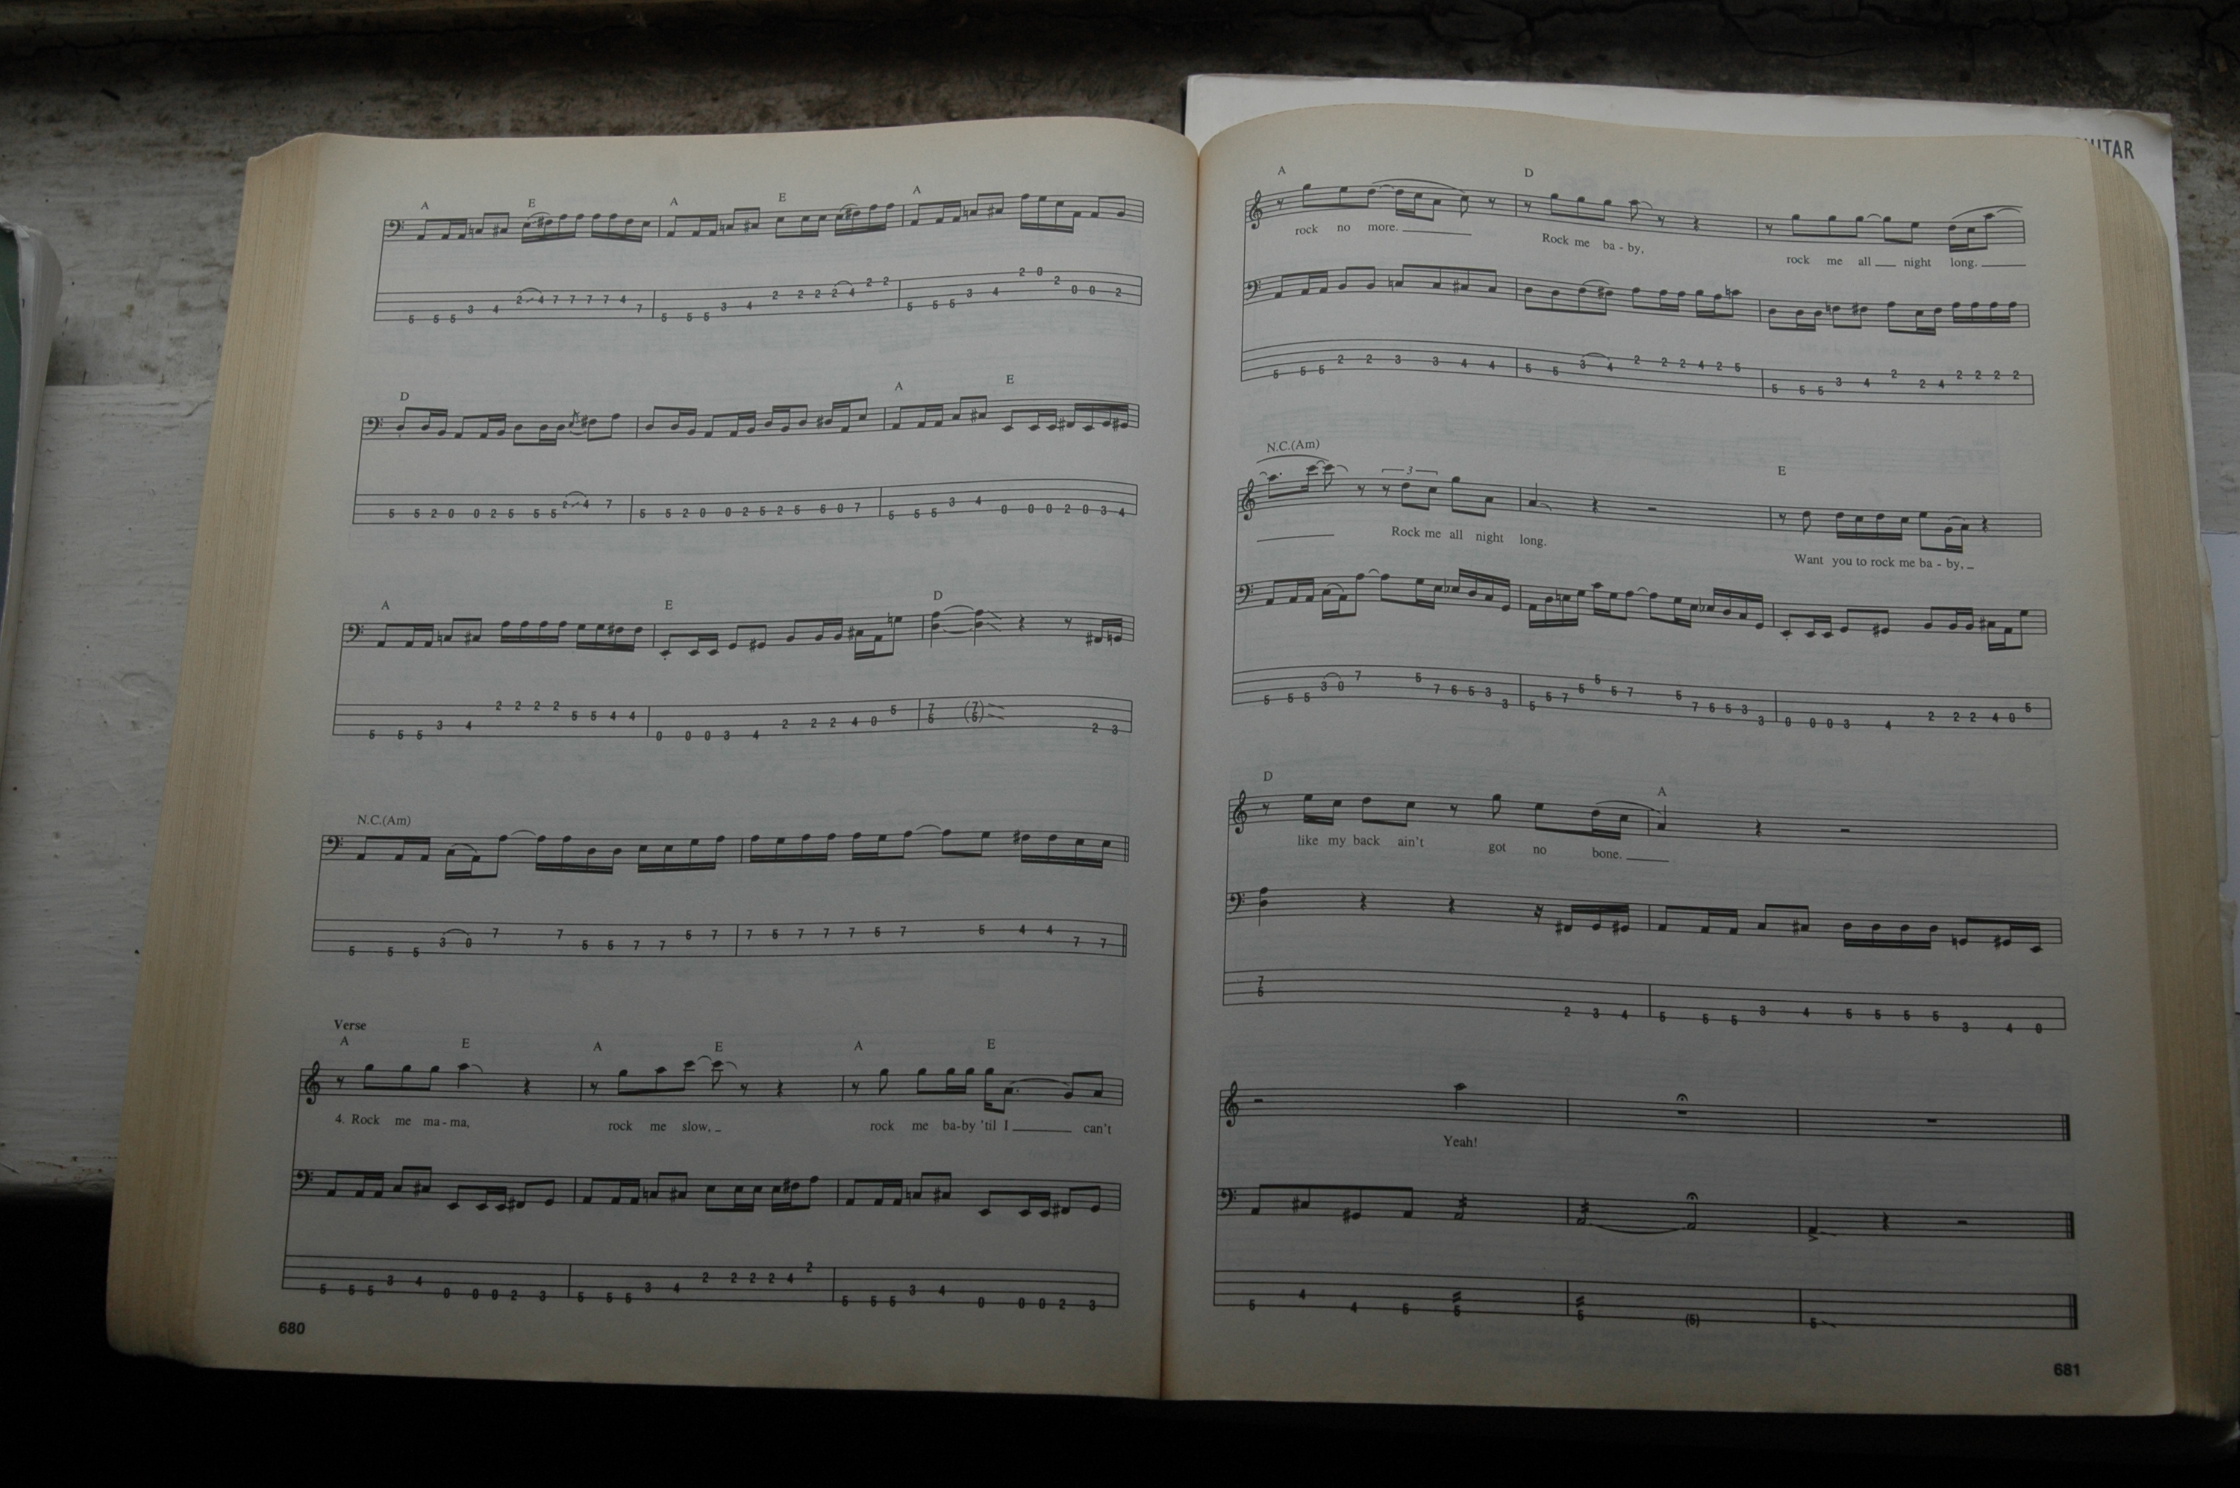 UITAR
A E A E A
2 4 7 7 7 7 4 7 2 2 2 2 4 2 2 2 0 2 0 0 2
5 5 5 3 4 5 5 5 3 4 5 5 5 3 4
D A E
5 5 2 0 0 2 5 5 5 2 4 7 5 5 2 0 0 2 5 2 5 5 0 7 5 5 5 3 4 0 0 0 2 0 3 4
A E D
5 5 5 3 4 2 2 2 2 5 5 4 4 0 0 0 3 4 2 2 2 4 0 5 7 5 (7 5) 2 3
N.C.(Am)
5 5 5 3 0 7 7 5 5 7 7 5 7 7 5 7 7 7 5 7 5 4 4 7 7
Verse
A E A E A E
4. Rock me ma - ma, rock me slow. rock me ba-by 'til I can't
5 5 5 3 4 0 0 0 2 3 5 5 5 3 4 2 2 2 2 4 2 5 5 5 3 4 0 0 0 2 3
680
A D
rock no more. Rock me ba - by, rock me all night long.
5 5 5 2 2 3 3 4 4 5 5 3 4 2 2 2 4 2 5 5 5 5 3 4 2 2 4 2 2 2 2
N.C.(Am) E
3
Rock me all night long. Want you to rock me ba - by,
5 5 5 3 0 7 5 7 6 5 3 3 5 5 7 5 5 5 7 5 7 6 5 3 3 0 0 0 3 4 2 2 2 4 0 5
D A
like my back ain't got no bone.
7 5 2 3 4 5 5 5 3 4 5 5 5 5 3 4 0
Yeah!
5 4 4 5 5 5 (5) 5
681